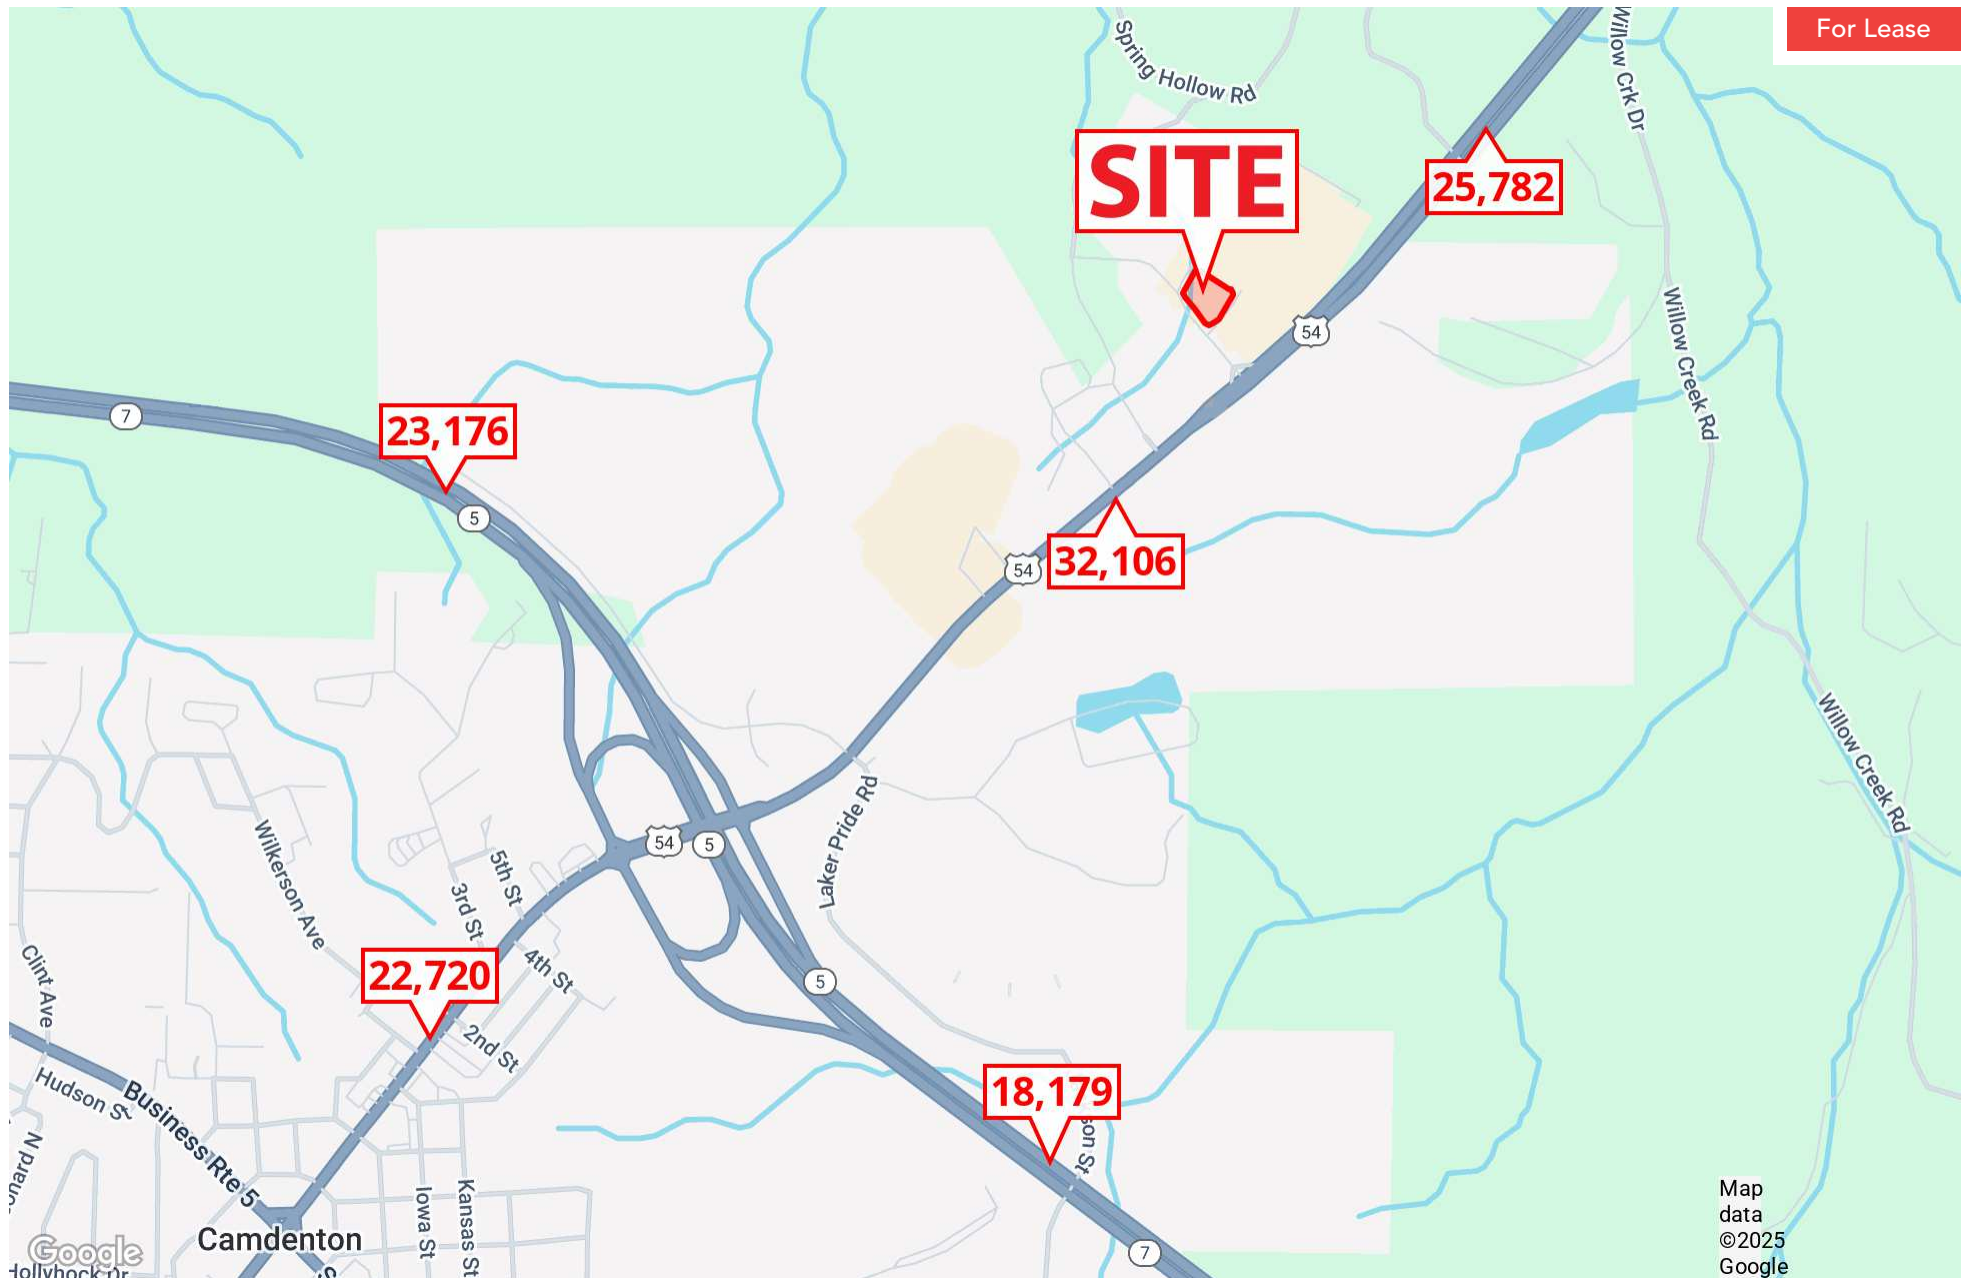 For Lease
Spring Hollow Rd
Willow Crk Dr
SITE
25,782
54
Willow Creek Rd
7
23,176
5
54
32,106
Willow Creek Rd
Laker Pride Rd
54
5
Wilkerson Ave
5th St
3rd St
4th St
22,720
5
Clint Ave
2nd St
Hudson St
Business Rte 5
18,179
St
Iowa St
Kansas St
Camdenton
7
Google
Hollyhock Dr
Map
data
©2025
Google